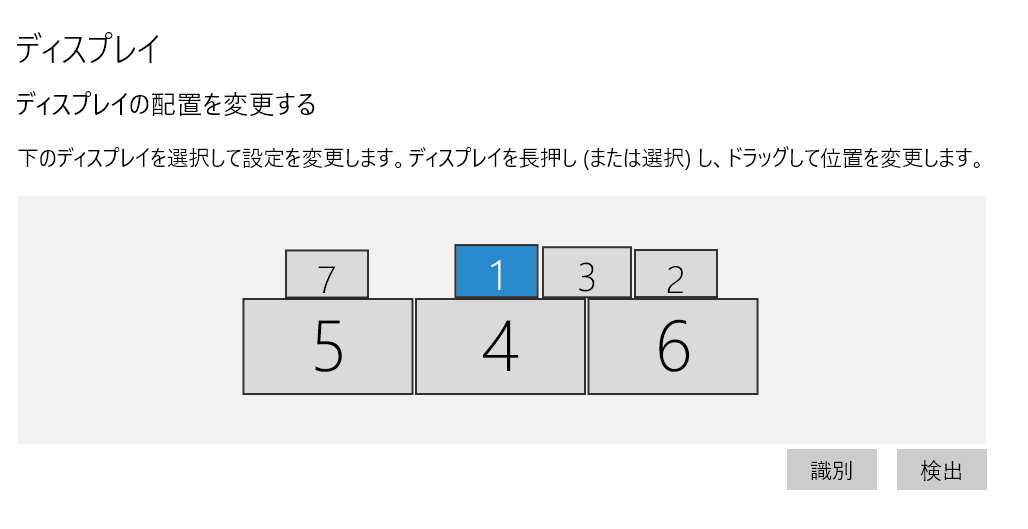 ディスプレイ
ディスプレイの配置を変更する
下のディスプレイを選択して設定を変更します。ディスプレイを長押し (または選択) し、ドラッグして位置を変更します。
7 1 3 2
5 4 6
識別 検出